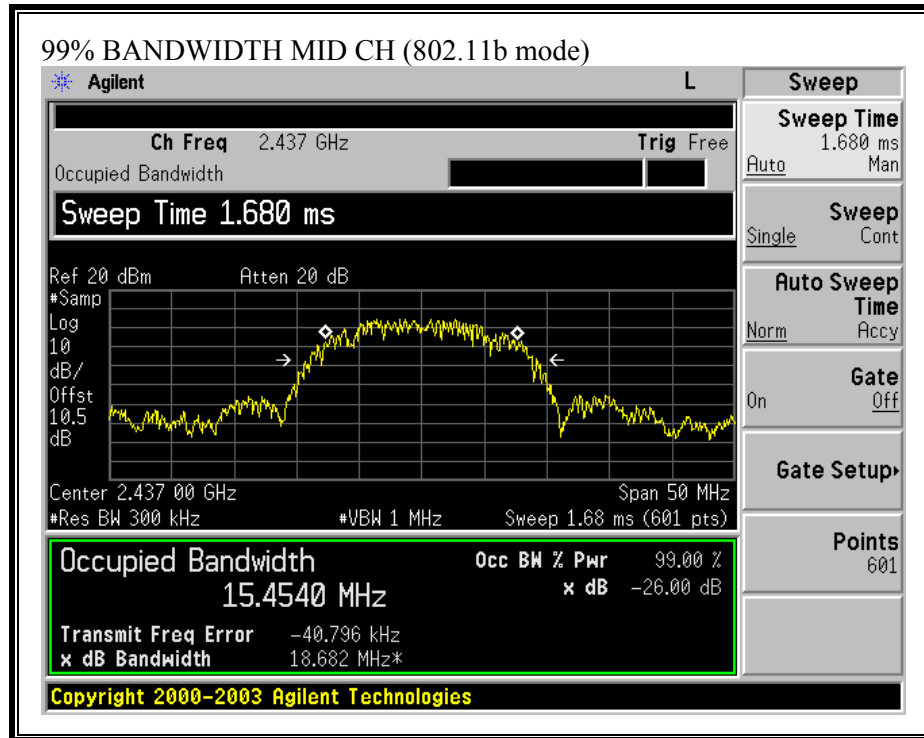 99% BANDWIDTH MID CH (802.11b mode)
Agilent L
Sweep
Ch Freq 2.437 GHz Trig Free
Occupied Bandwidth
Sweep Time 1.680 ms
Sweep Time
1.680 ms
Auto Man
Sweep
Single Cont
Auto Sweep
Time
Norm Accy
Gate
On Off
Gate Setup
Points
601
Ref 20 dBm Atten 20 dB
#Samp
Log
10
dB/
Offst
10.5
dB
Center 2.437 00 GHz Span 50 MHz
#Res BW 300 kHz #VBW 1 MHz Sweep 1.68 ms (601 pts)
Occupied Bandwidth Occ BW % Pwr 99.00 %
15.4540 MHz x dB -26.00 dB
Transmit Freq Error -40.796 kHz
x dB Bandwidth 18.682 MHz*
Copyright 2000-2003 Agilent Technologies